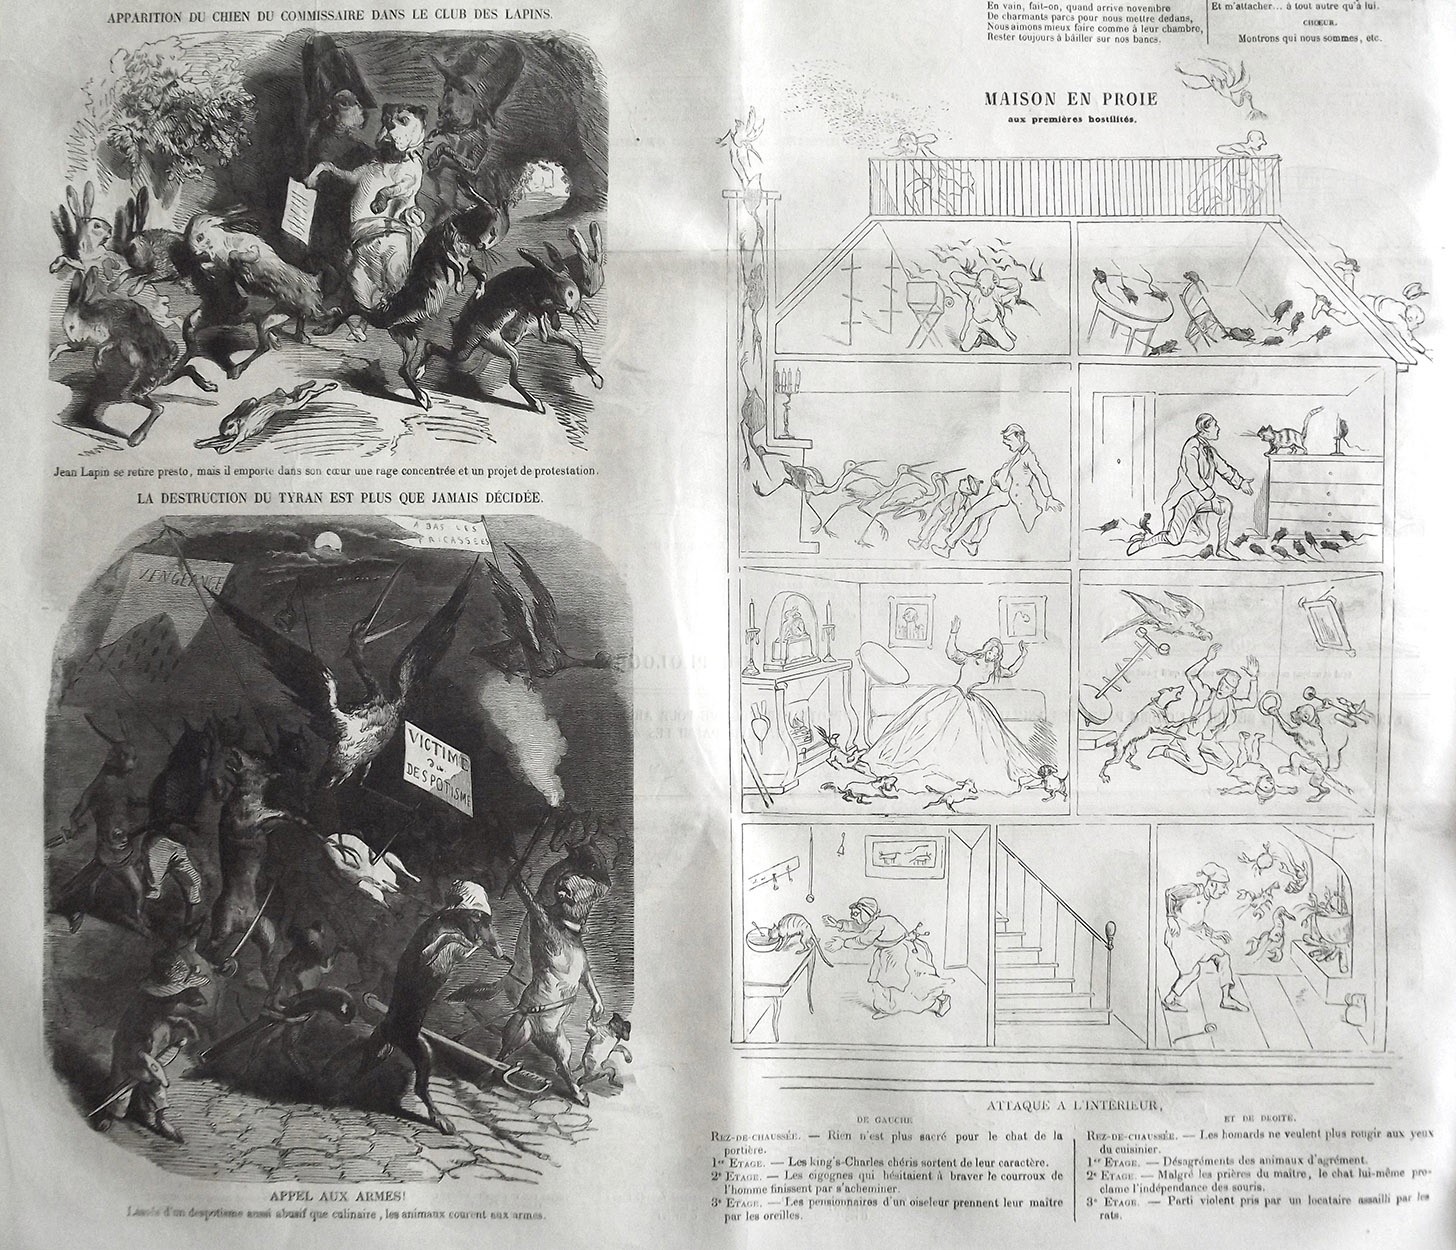 APPARITION DU CHIEN DU COMMISSAIRE DANS LE CLUB DES LAPINS.
Jean Lapin se retire presto, mais il emporte dans son cœur une rage concentrée et un projet de protestation.
LA DESTRUCTION DU TYRAN EST PLUS QUE JAMAIS DÉCIDÉE.
VENGEANCE
A BAS LES
FRICASSÉES
VICTIME
du
DESPOTISME
APPEL AUX ARMES!
Lassés d'un despotisme aussi abusif que culinaire, les animaux courent aux armes.
En vain, fait-on, quand arrive novembre
De charmants parcs pour nous mettre dedans,
Nous aimons mieux faire comme à leur chambre,
Rester toujours à bâiller sur nos bancs.
Et m'attacher... à tout autre qu'à lui.
CHŒUR.
Montrons qui nous sommes, etc.
MAISON EN PROIE
aux premières hostilités.
ATTAQUE A L'INTÉRIEUR,
DE GAUCHE
REZ-DE-CHAUSSÉE. — Rien n'est plus sacré pour le chat de la
portière.
1er ETAGE. — Les king's-Charles chéris sortent de leur caractère.
2e ETAGE. — Les cigognes qui hésitaient à braver le courroux de
l'homme finissent par s'acheminer.
3e ETAGE. — Les pensionnaires d'un oiseleur prennent leur maître
par les oreilles.
ET DE DROITE.
REZ-DE-CHAUSSÉE. — Les homards ne veulent plus rougir aux yeux
du cuisinier.
1er ETAGE. — Désagréments des animaux d'agrément.
2e ETAGE. — Malgré les prières du maître, le chat lui-même pro-
clame l'indépendance des souris.
3e ETAGE. — Parti violent pris par un locataire assailli par les
rats.